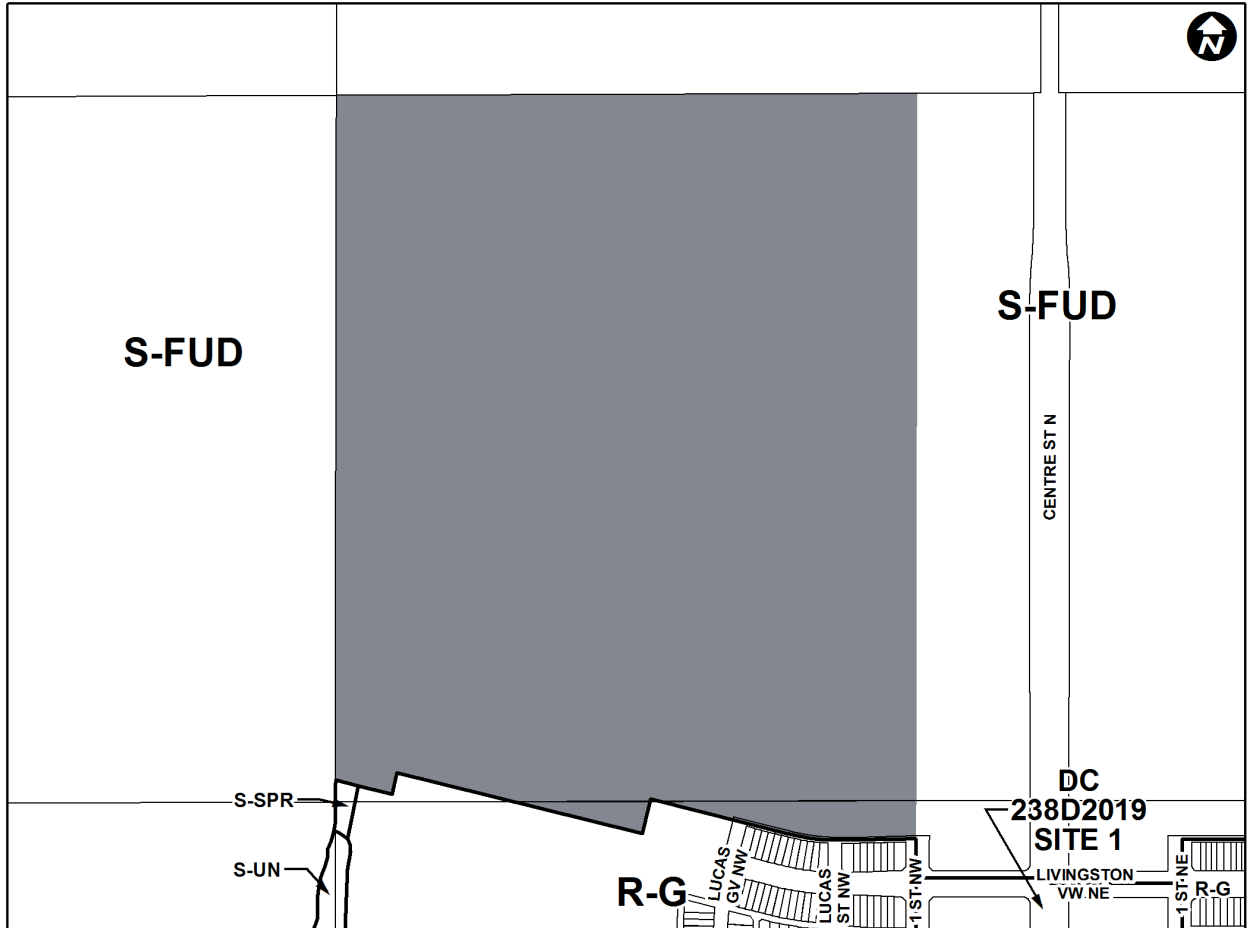 N
S-FUD
S-FUD
CENTRE ST N
S-SPR
DC
238D2019
SITE 1
S-UN
R-G
LUCAS
GV NW
LUCAS
ST NW
1 ST NW
LIVINGSTON
VW NE
1 ST NE
R-G